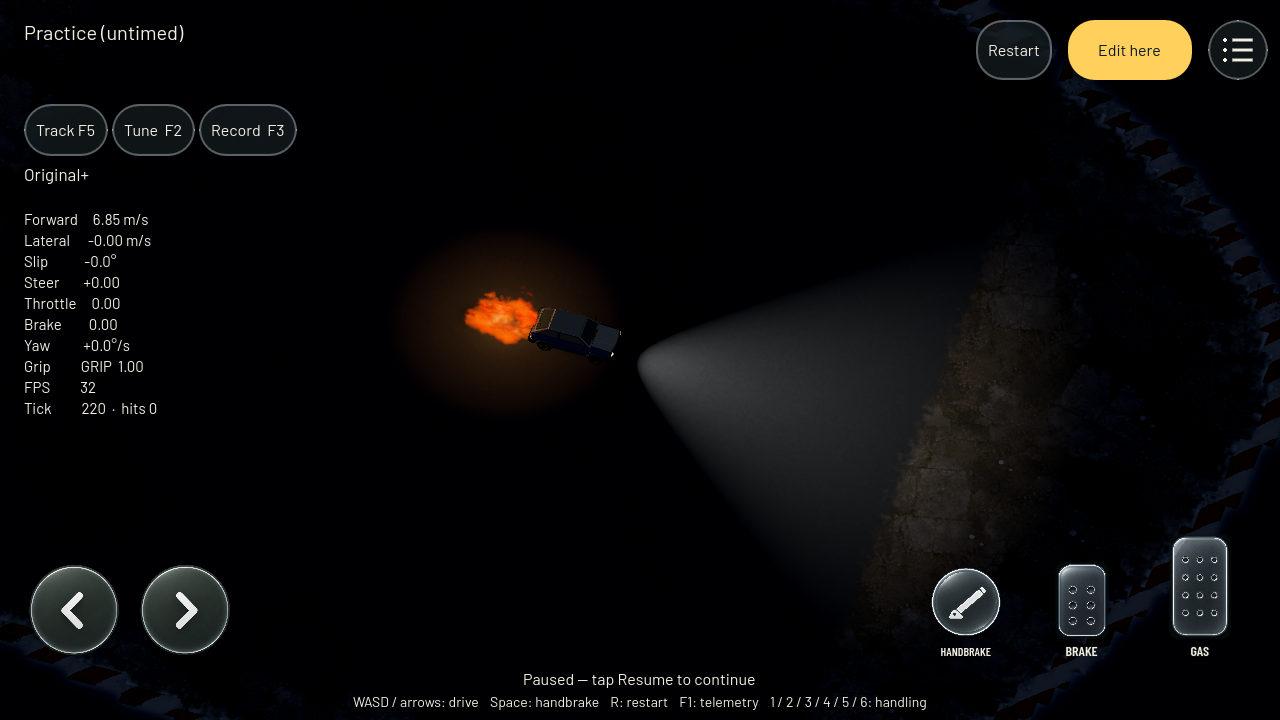 Practice (untimed)
Restart
Edit here
Track F5
Tune F2
Record F3
Original+
Forward 6.85 m/s
Lateral -0.00 m/s
Slip -0.0°
Steer +0.00
Throttle 0.00
Brake 0.00
Yaw +0.0°/s
Grip GRIP 1.00
FPS 32
Tick 220 · hits 0
HANDBRAKE
BRAKE
GAS
Paused — tap Resume to continue
WASD / arrows: drive Space: handbrake R: restart F1: telemetry 1 / 2 / 3 / 4 / 5 / 6: handling